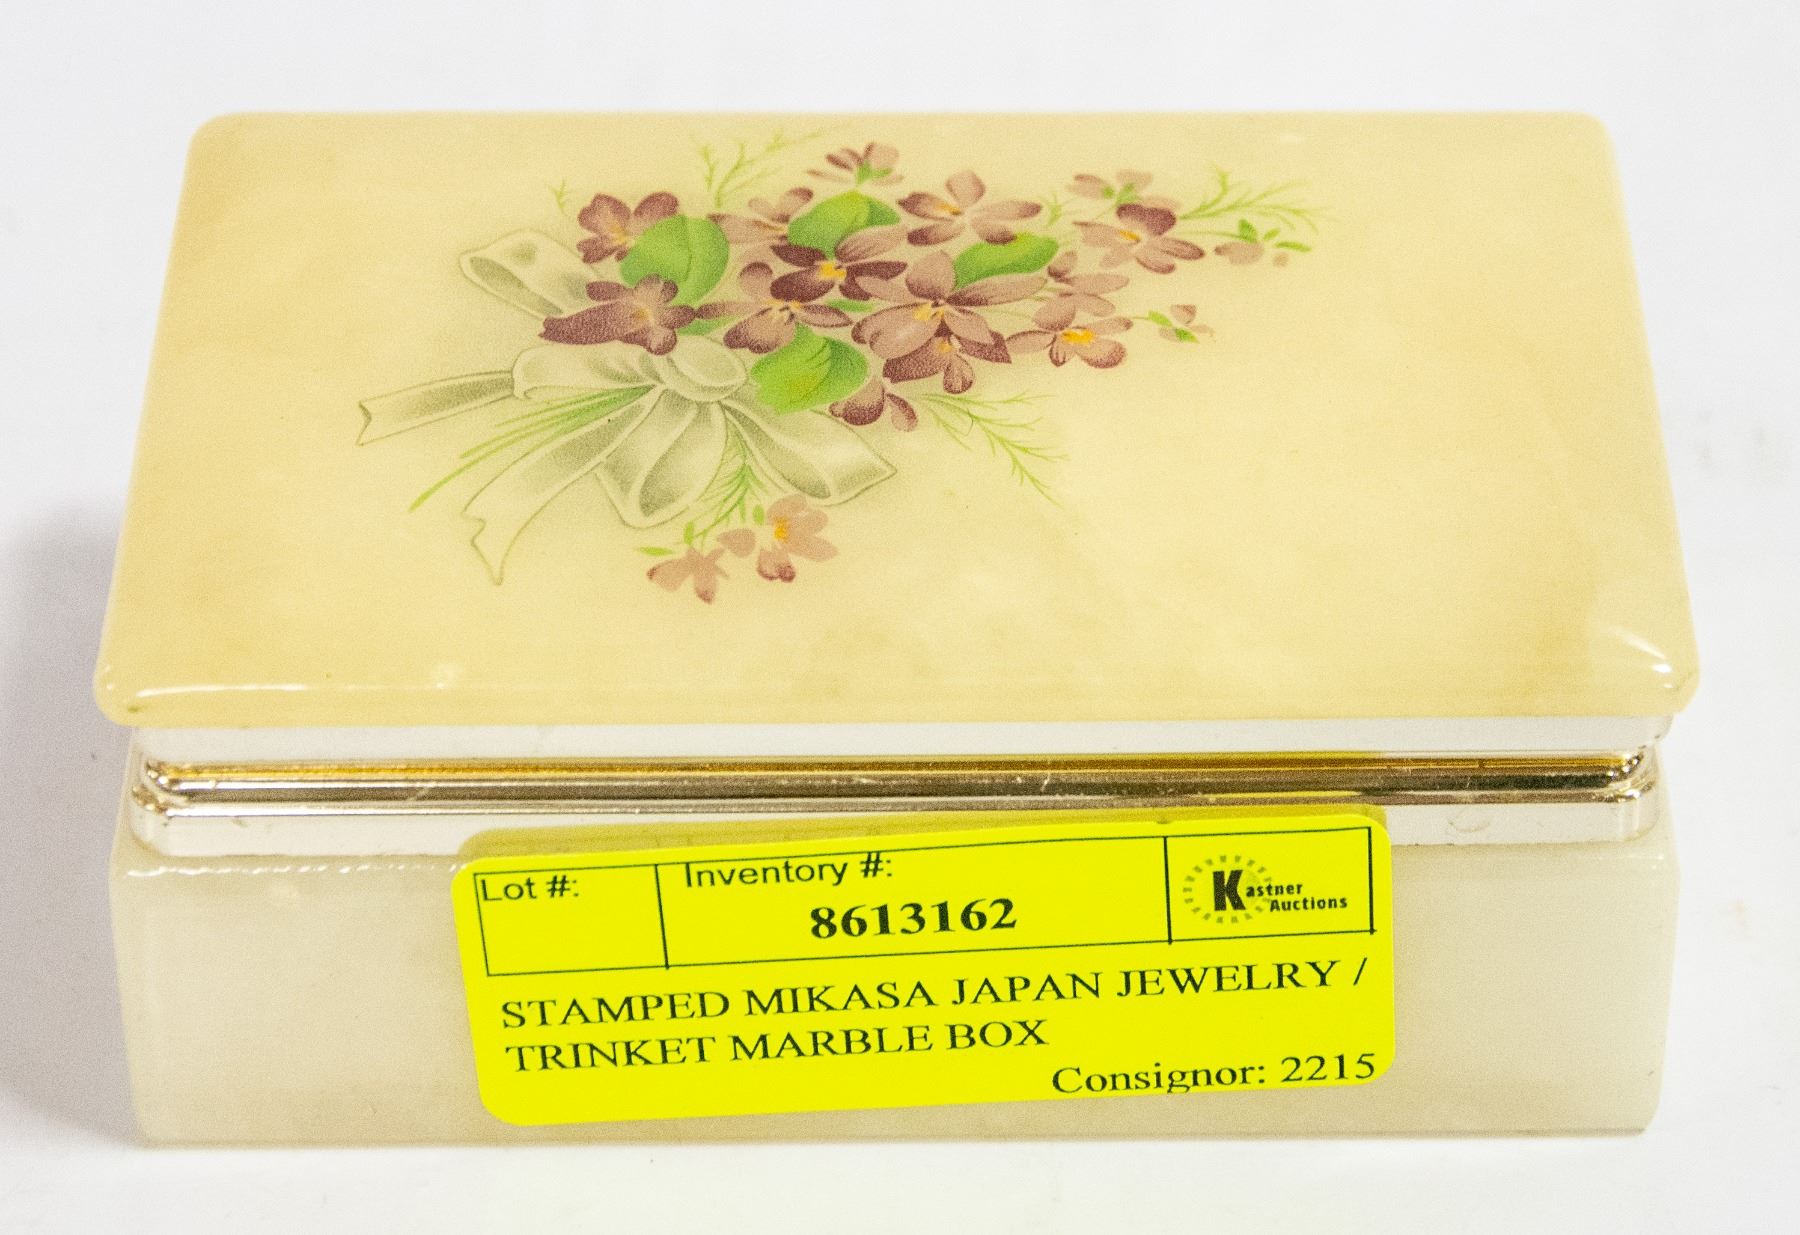 Lot #:
Inventory #:
8613162
Kastner
Auctions
STAMPED MIKASA JAPAN JEWELRY /
TRINKET MARBLE BOX
Consignor: 2215